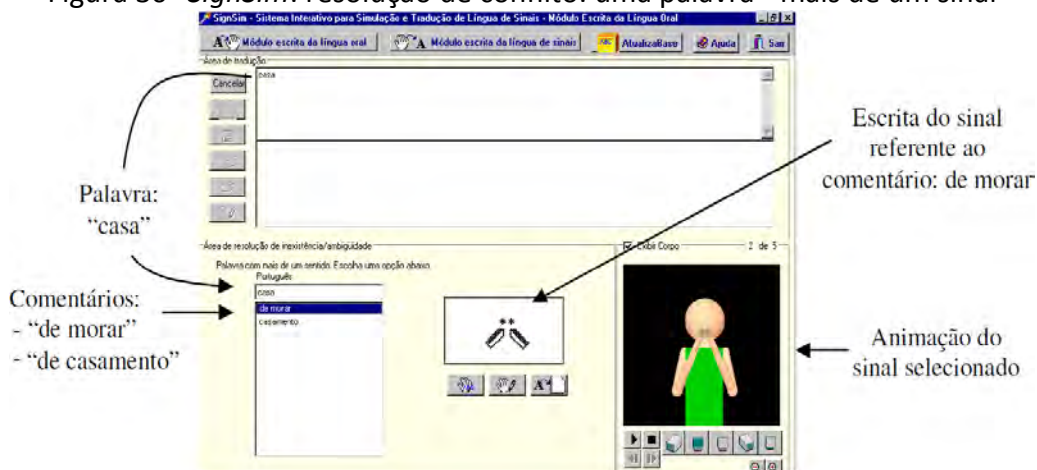 Figura 36- SignSim: resolução de conflito: uma palavra - mais de um sinal
SignSim - Sistema Interativo para Simulação e Tradução de Língua de Sinais - Módulo Escrita da Língua Oral
Módulo escrita da língua oral
A Módulo escrita da língua de sinais
AtualizaBase
Ajuda
Sair
Área de tradução
casa
Cancelar
Escrita do sinal
referente ao
comentário: de morar
Palavra:
“casa”
Área de resolução de inexistência/ambigüidade
Exibir Corpo
2 de 5
Palavra com mais de um sentido. Escolha uma opção abaixo.
Português
casa
de morar
casamento
Comentários:
- “de morar”
- “de casamento”
Animação do
sinal selecionado